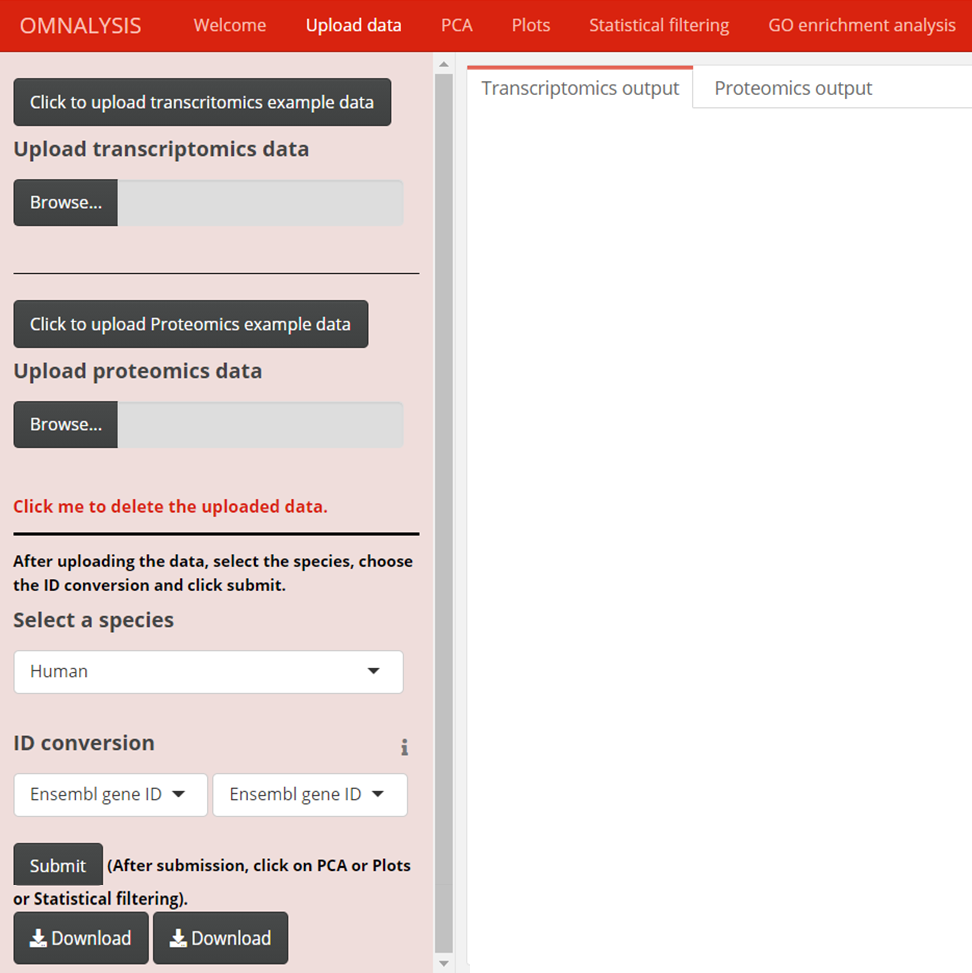 OMNALYSIS Welcome Upload data PCA Plots Statistical filtering GO enrichment analysis
Click to upload transcritomics example data
Upload transcriptomics data
Browse...
Click to upload Proteomics example data
Upload proteomics data
Browse...
Click me to delete the uploaded data.
After uploading the data, select the species, choose
the ID conversion and click submit.
Select a species
Human
ID conversion
Ensembl gene ID Ensembl gene ID
Submit (After submission, click on PCA or Plots
or Statistical filtering).
Download Download
Transcriptomics output Proteomics output